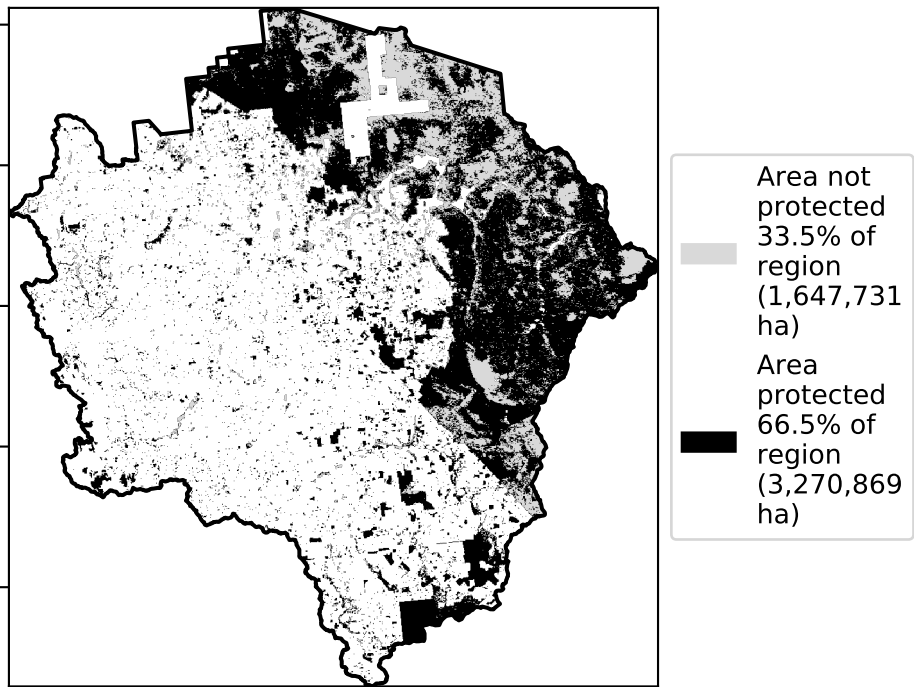 Area not
protected
33.5% of
region
(1,647,731
ha)
Area
protected
66.5% of
region
(3,270,869
ha)